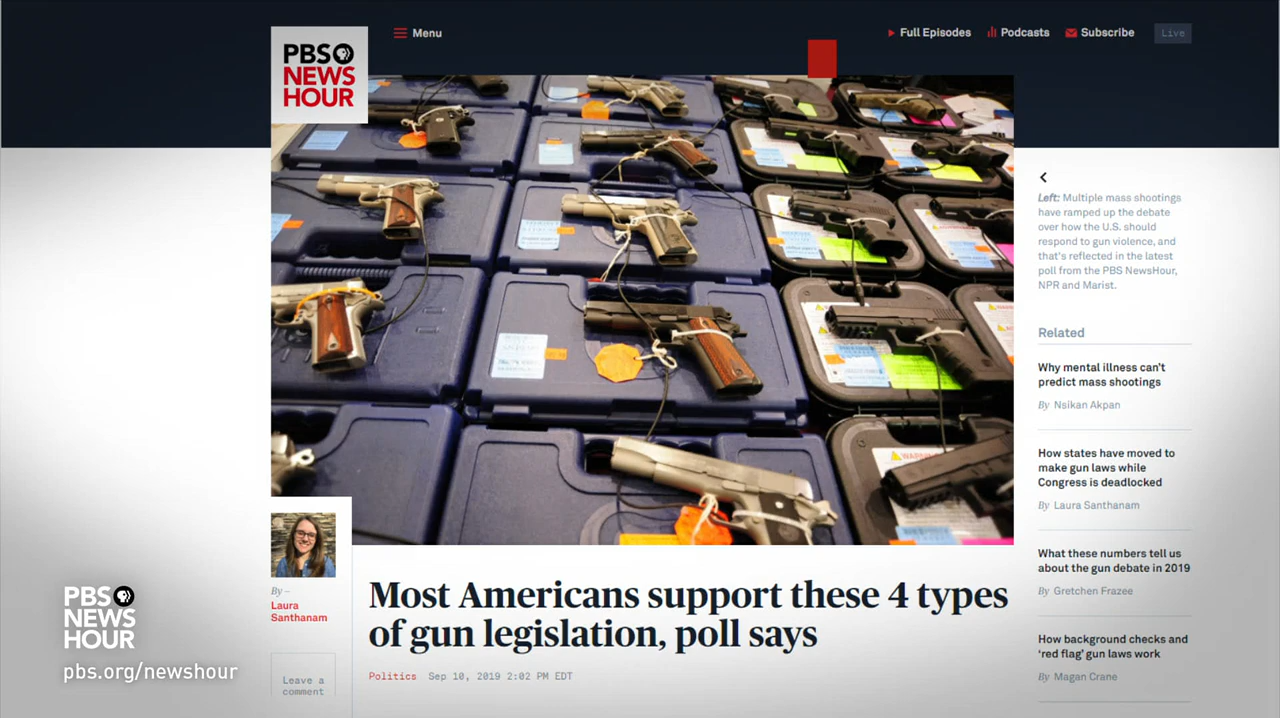 PBS
NEWS
HOUR
Menu
Full Episodes
Podcasts
Subscribe
Live
Left: Multiple mass shootings
have ramped up the debate
over how the U.S. should
respond to gun violence, and
that's reflected in the latest
poll from the PBS NewsHour,
NPR and Marist.
Related
Why mental illness can't
predict mass shootings
By Nsikan Akpan
How states have moved to
make gun laws while
Congress is deadlocked
By Laura Santhanam
What these numbers tell us
about the gun debate in 2019
By Gretchen Frazee
How background checks and
‘red flag’ gun laws work
By Magan Crane
By –
Laura
Santhanam
Leave a
comment
Most Americans support these 4 types
of gun legislation, poll says
Politics Sep 10, 2019 2:02 PM EDT
PBS
NEWS
HOUR
pbs.org/newshour